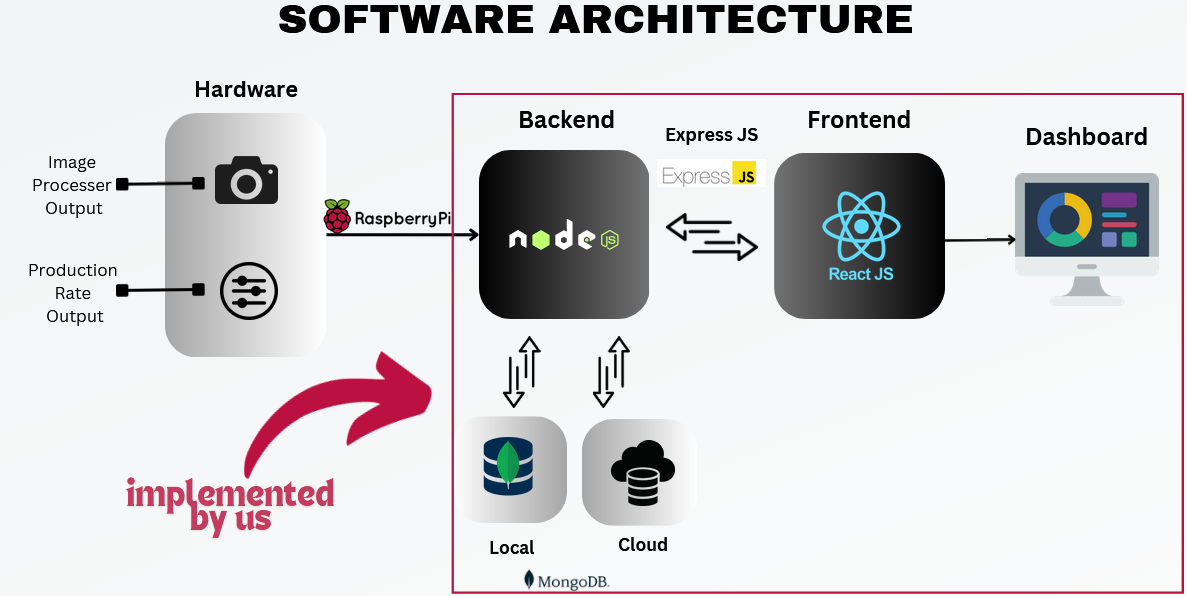 SOFTWARE ARCHITECTURE
Hardware
Image
Processer
Output
Production
Rate
Output
RaspberryPi
Backend
node
JS
Express JS
Express
JS
Frontend
React JS
Dashboard
implemented
by us
Local
Cloud
MongoDB.